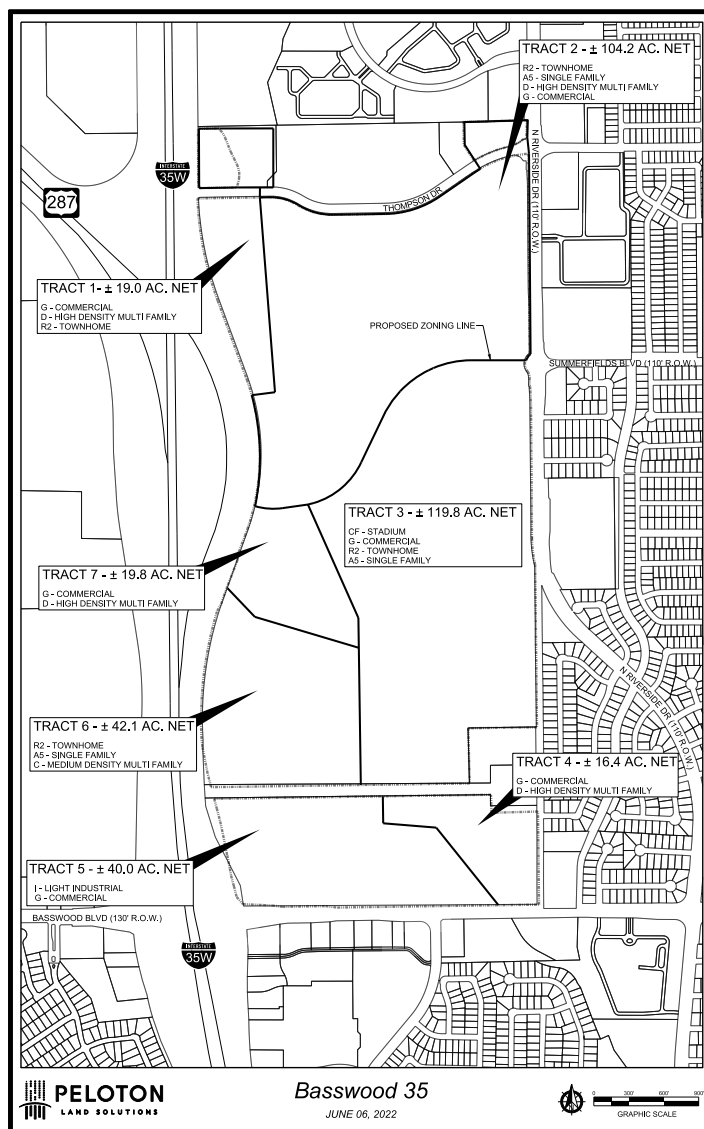 TRACT 2 - ± 104.2 AC. NET
R2 - TOWNHOME
A5 - SINGLE FAMILY
D - HIGH DENSITY MULTI FAMILY
G - COMMERCIAL
INTERSTATE
35W
287
THOMPSON DR
N RIVERSIDE DR (110' R.O.W.)
TRACT 1- ± 19.0 AC. NET
G - COMMERCIAL
D - HIGH DENSITY MULTI FAMILY
R2 - TOWNHOME
PROPOSED ZONING LINE
SUMMERFIELDS BLVD (110' R.O.W.)
TRACT 3 - ± 119.8 AC. NET
CF - STADIUM
G - COMMERCIAL
R2 - TOWNHOME
A5 - SINGLE FAMILY
TRACT 7 - ± 19.8 AC. NET
G - COMMERCIAL
D - HIGH DENSITY MULTI FAMILY
N RIVERSIDE DR (110' R.O.W.)
TRACT 6 - ± 42.1 AC. NET
R2 - TOWNHOME
A5 - SINGLE FAMILY
C - MEDIUM DENSITY MULTI FAMILY
TRACT 4 - ± 16.4 AC. NET
G - COMMERCIAL
D - HIGH DENSITY MULTI FAMILY
TRACT 5 - ± 40.0 AC. NET
I - LIGHT INDUSTRIAL
G - COMMERCIAL
BASSWOOD BLVD (130' R.O.W.)
INTERSTATE
35W
PELOTON
LAND SOLUTIONS
Basswood 35
JUNE 06, 2022
0 300' 600' 900'
GRAPHIC SCALE